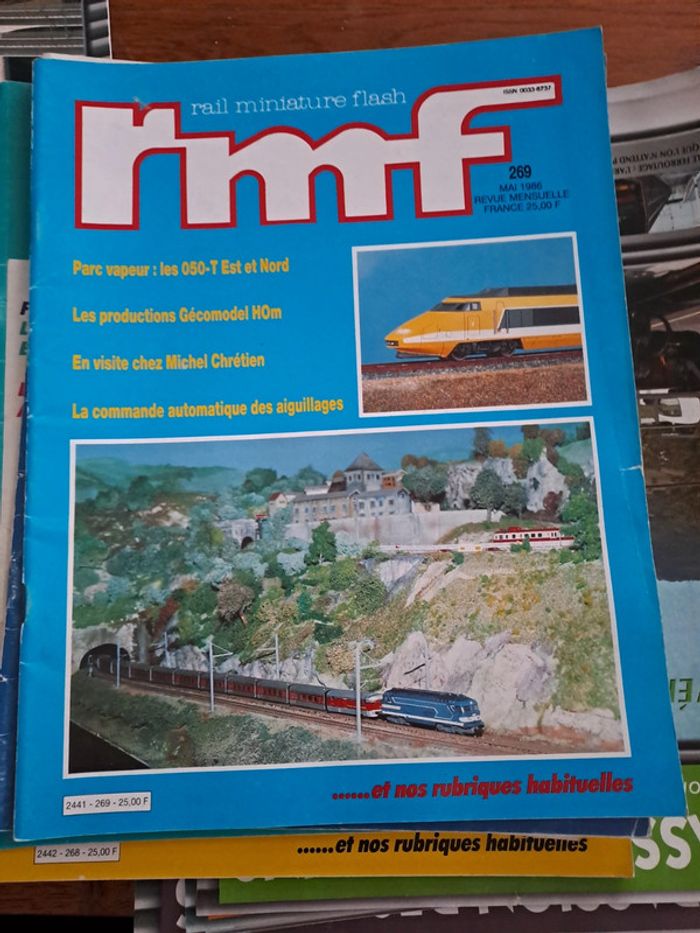 rail miniature flash
ISSN 0033-8737
rmf
269
MAI 1986
REVUE MENSUELLE
FRANCE 25,00 F
Parc vapeur : les 050-T Est et Nord
Les productions Gécomodel HOm
En visite chez Michel Chrétien
La commande automatique des aiguillages
......et nos rubriques habituelles
2441 - 269 - 25,00 F
2442 - 268 - 25,00 F
......et nos rubriques habituelles